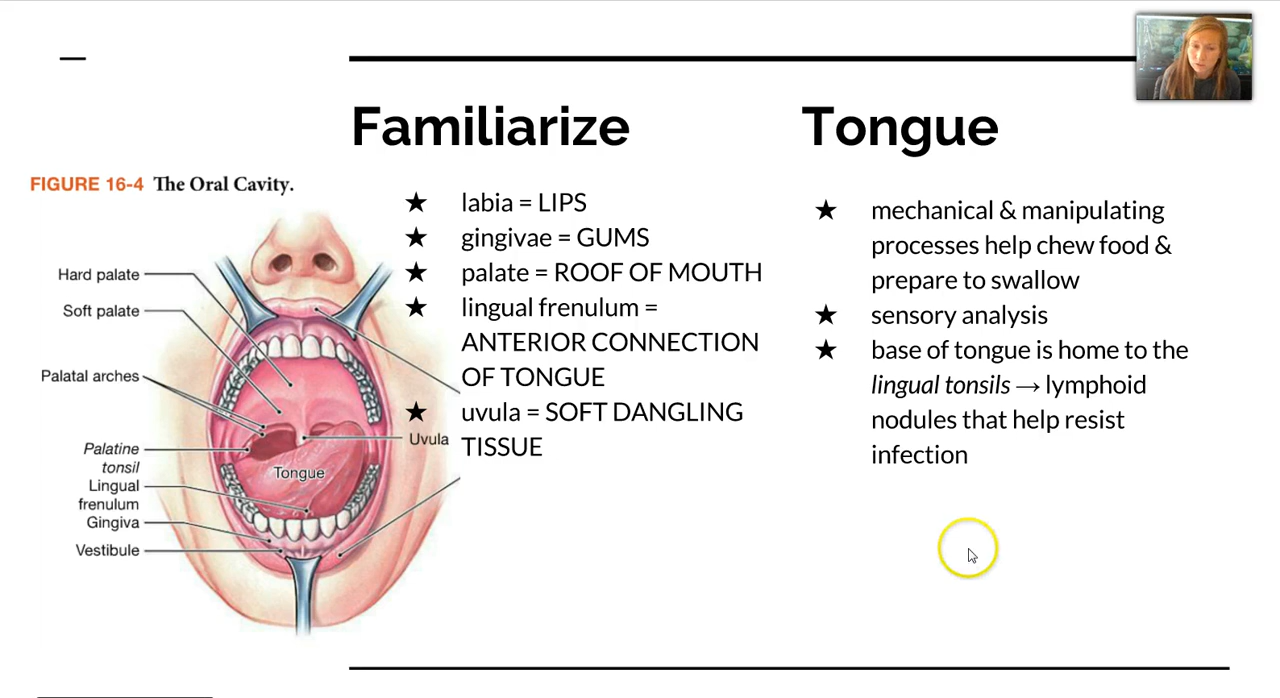 Familiarize
Tongue
FIGURE 16-4 The Oral Cavity.
Hard palate
Soft palate
Palatal arches
Palatine
tonsil
Lingual
frenulum
Gingiva
Vestibule
Tongue
Uvula
★ labia = LIPS
★ gingivae = GUMS
★ palate = ROOF OF MOUTH
★ lingual frenulum =
ANTERIOR CONNECTION
OF TONGUE
★ uvula = SOFT DANGLING
TISSUE
★ mechanical & manipulating
processes help chew food &
prepare to swallow
★ sensory analysis
★ base of tongue is home to the
lingual tonsils → lymphoid
nodules that help resist
infection